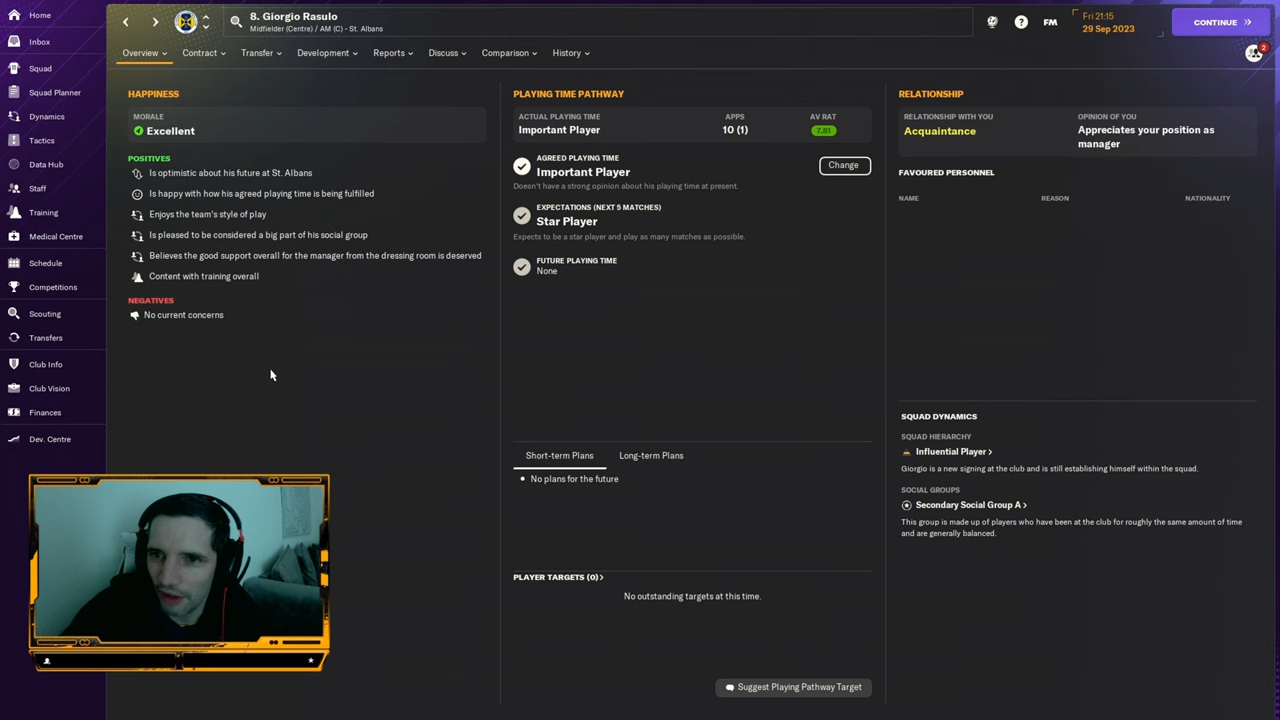 Home
Inbox
Squad
Squad Planner
Dynamics
Tactics
Data Hub
Staff
Training
Medical Centre
Schedule
Competitions
Scouting
Transfers
Club Info
Club Vision
Finances
Dev. Centre
8. Giorgio Rasulo
Midfielder (Centre) / AM (C) - St. Albans
FM
Fri 21:15
29 Sep 2023
CONTINUE
2
Overview
Contract
Transfer
Development
Reports
Discuss
Comparison
History
HAPPINESS
MORALE
Excellent
POSITIVES
Is optimistic about his future at St. Albans
Is happy with how his agreed playing time is being fulfilled
Enjoys the team's style of play
Is pleased to be considered a big part of his social group
Believes the good support overall for the manager from the dressing room is deserved
Content with training overall
NEGATIVES
No current concerns
PLAYING TIME PATHWAY
ACTUAL PLAYING TIME APPS AV RAT
Important Player 10 (1) 7.81
AGREED PLAYING TIME
Important Player
Change
Doesn't have a strong opinion about his playing time at present.
EXPECTATIONS (NEXT 5 MATCHES)
Star Player
Expects to be a star player and play as many matches as possible.
FUTURE PLAYING TIME
None
Short-term Plans Long-term Plans
No plans for the future
PLAYER TARGETS (0)
No outstanding targets at this time.
Suggest Playing Pathway Target
RELATIONSHIP
RELATIONSHIP WITH YOU
Acquaintance
OPINION OF YOU
Appreciates your position as
manager
FAVOURED PERSONNEL
NAME REASON NATIONALITY
SQUAD DYNAMICS
SQUAD HIERARCHY
Influential Player
Giorgio is a new signing at the club and is still establishing himself within the squad.
SOCIAL GROUPS
Secondary Social Group A
This group is made up of players who have been at the club for roughly the same amount of time
and are generally balanced.